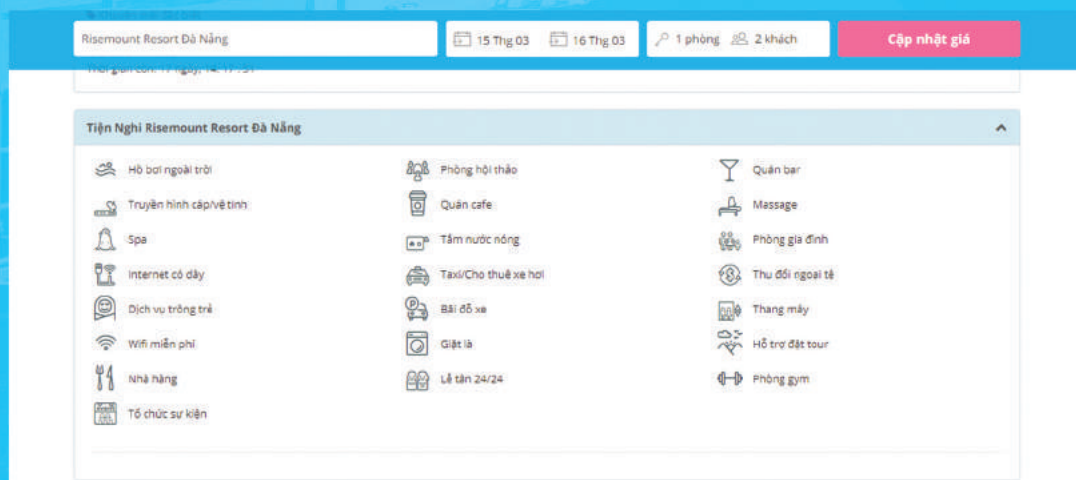 Risemount Resort Đà Nẵng
15 Thg 03
16 Thg 03
1 phòng
2 khách
Cập nhật giá
Tiện Nghi Risemount Resort Đà Nẵng
Hồ bơi ngoài trời
Phòng hội thảo
Quán bar
Truyền hình cáp/vệ tinh
Quán cafe
Massage
Spa
Tắm nước nóng
Phòng gia đình
Internet có dây
Taxi/Cho thuê xe hơi
Thu đổi ngoại tệ
Dịch vụ trông trẻ
Bãi đỗ xe
Thang máy
Wifi miễn phí
Giặt là
Hỗ trợ đặt tour
Nhà hàng
Lễ tân 24/24
Phòng gym
Tổ chức sự kiện